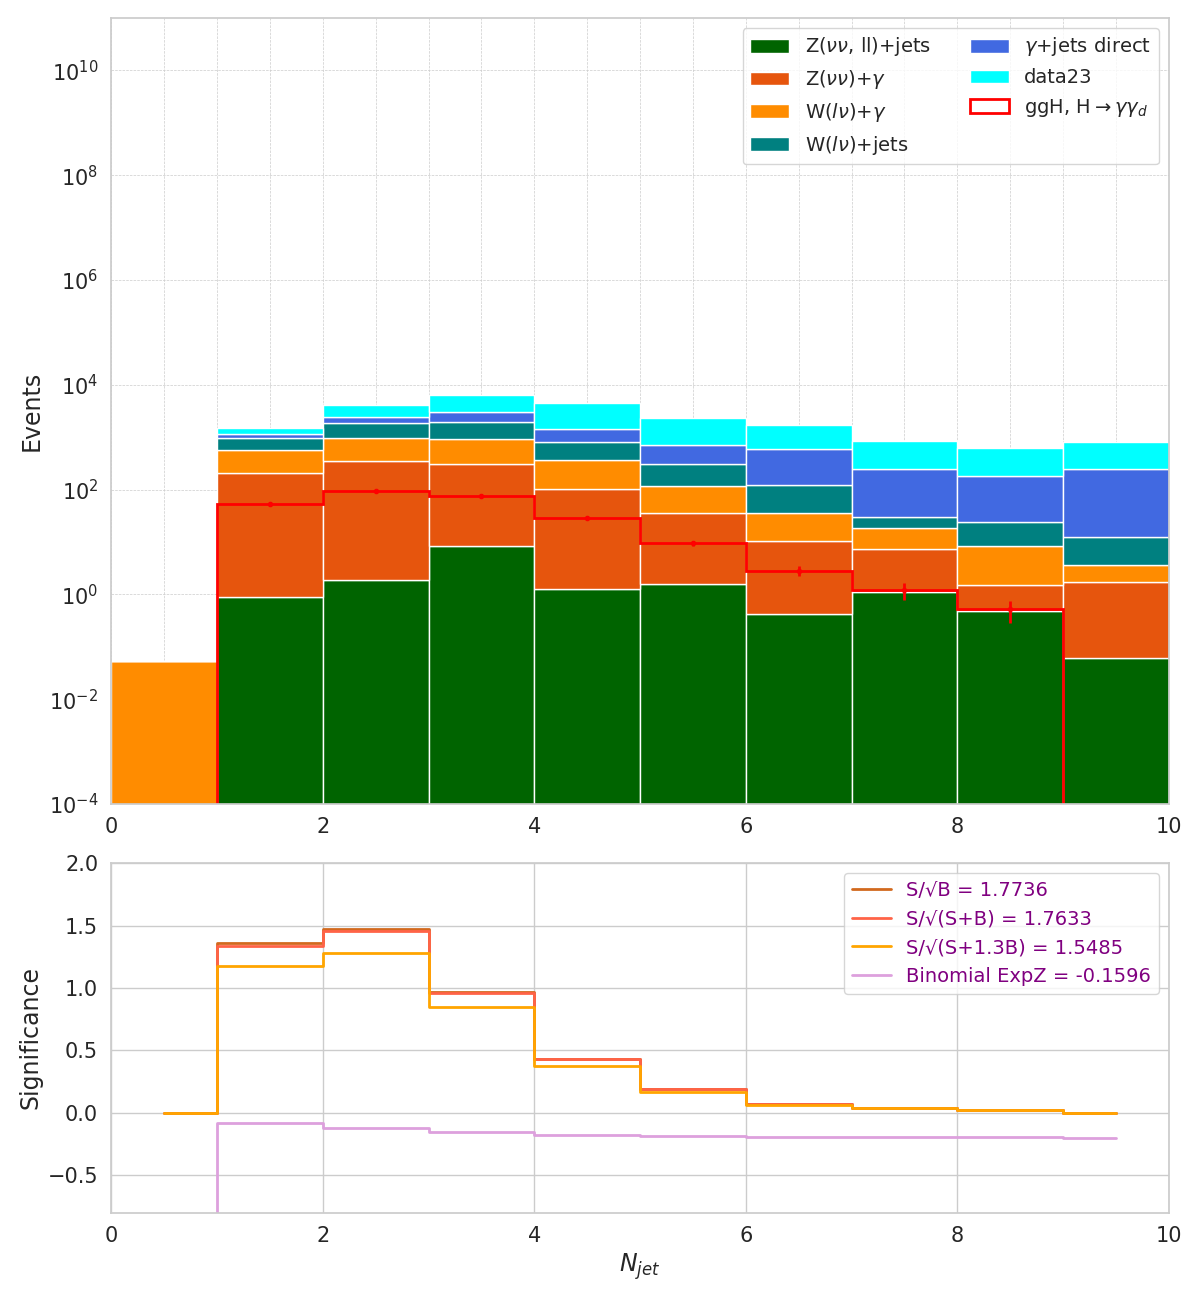 Z(νν, ll)+jets
Z(νν)+γ
W(lν)+γ
W(lν)+jets
γ+jets direct
data23
ggH, H→γγ_d
10^10
10^8
10^6
10^4
10^2
10^0
10^−2
10^−4
Events
0 2 4 6 8 10
S/√B = 1.7736
S/√(S+B) = 1.7633
S/√(S+1.3B) = 1.5485
Binomial ExpZ = -0.1596
2.0
1.5
1.0
0.5
0.0
−0.5
Significance
0 2 4 6 8 10
N_jet